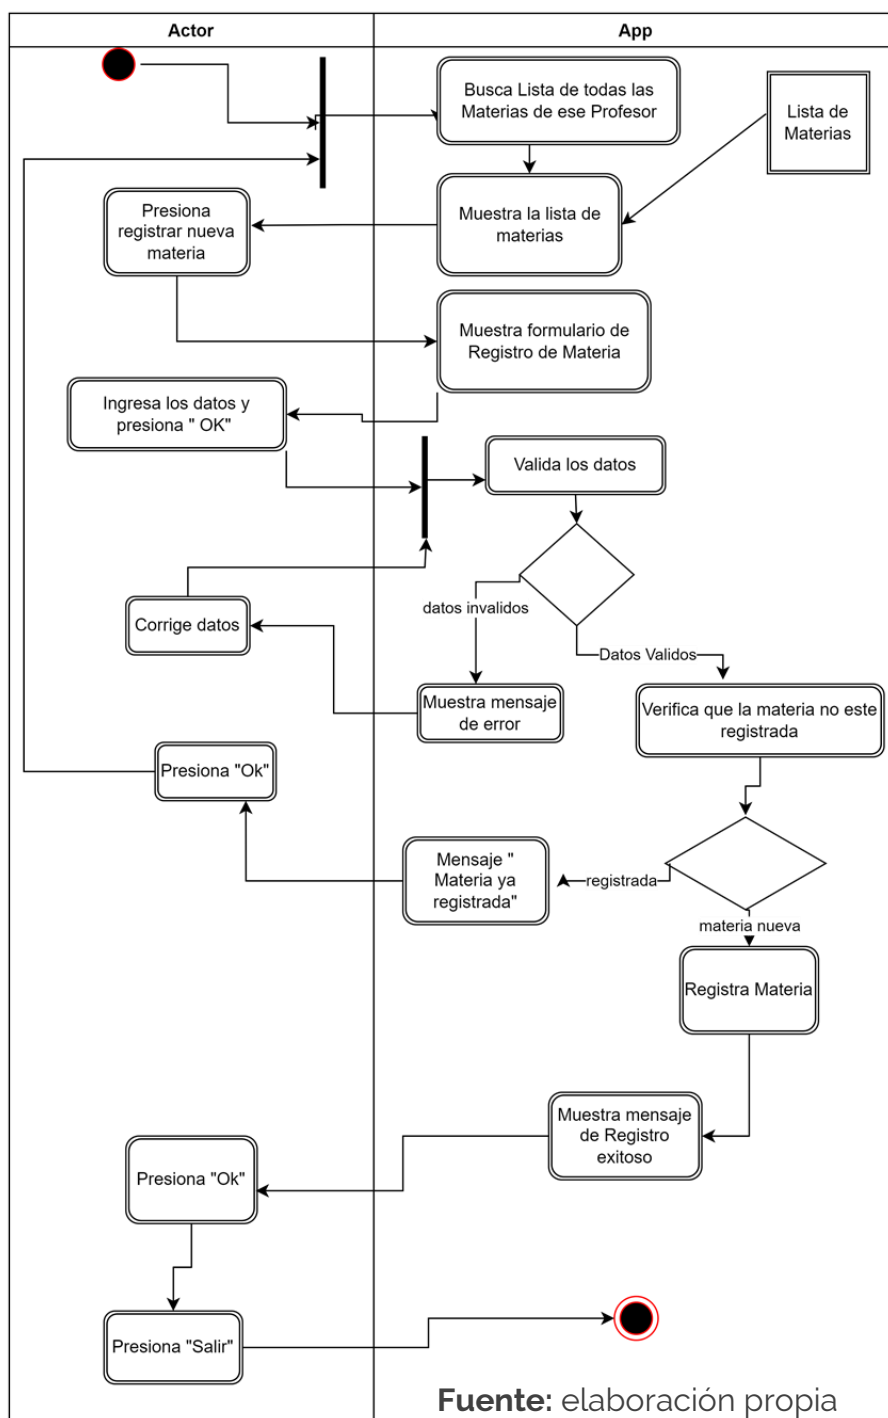 Actor
App
Busca Lista de todas las
Materias de ese Profesor
Lista de
Materias
Presiona
registrar nueva
materia
Muestra la lista de
materias
Muestra formulario de
Registro de Materia
Ingresa los datos y
presiona " OK"
Valida los datos
datos invalidos
Corrige datos
Datos Validos
Muestra mensaje
de error
Verifica que la materia no este
registrada
Presiona "Ok"
Mensaje "
Materia ya
registrada"
registrada
materia nueva
Registra Materia
Muestra mensaje
de Registro
exitoso
Presiona "Ok"
Presiona "Salir"
Fuente: elaboración propia